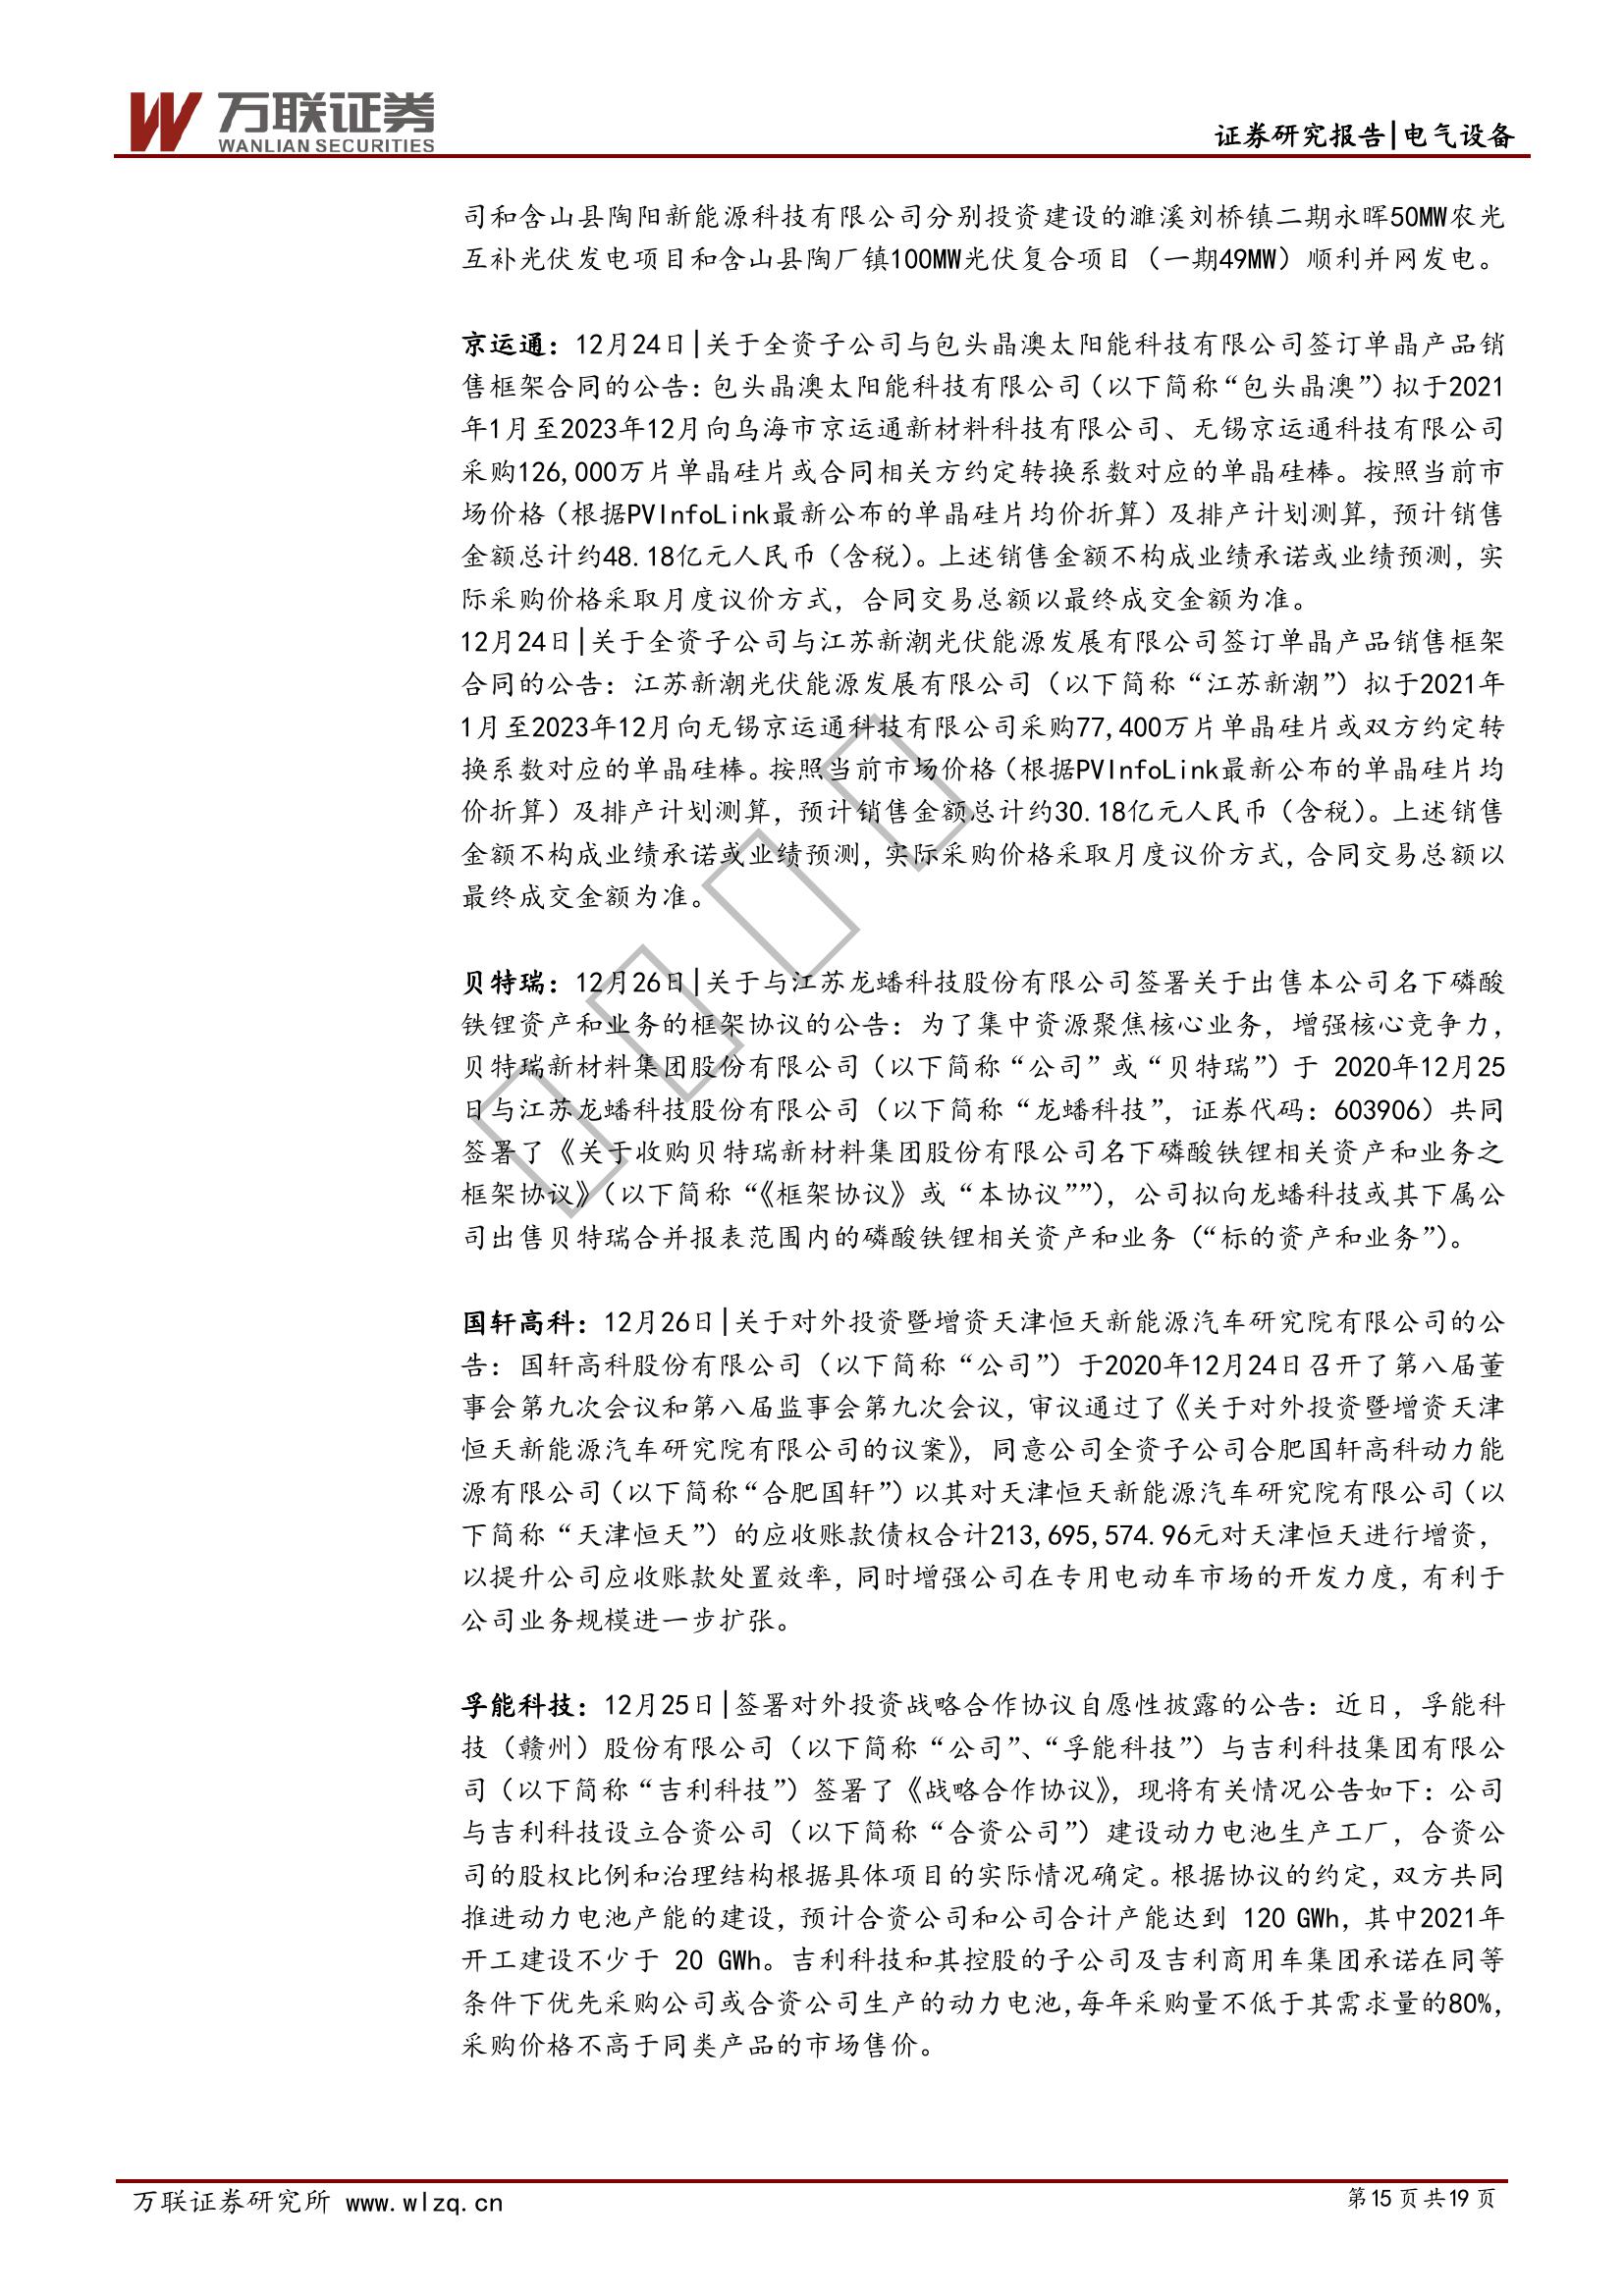 万联证券
WANLIAN SECURITIES
证券研究报告|电气设备
司和含山县陶阳新能源科技有限公司分别投资建设的濉溪刘桥镇二期永晖50MW农光
互补光伏发电项目和含山县陶厂镇100MW光伏复合项目（一期49MW）顺利并网发电。
京运通：12月24日|关于全资子公司与包头晶澳太阳能科技有限公司签订单晶产品销
售框架合同的公告：包头晶澳太阳能科技有限公司（以下简称“包头晶澳”）拟于2021
年1月至2023年12月向乌海市京运通新材料科技有限公司、无锡京运通科技有限公司
采购126,000万片单晶硅片或合同相关方约定转换系数对应的单晶硅棒。按照当前市
场价格（根据PVInfoLink最新公布的单晶硅片均价折算）及排产计划测算，预计销售
金额总计约48.18亿元人民币（含税）。上述销售金额不构成业绩承诺或业绩预测，实
际采购价格采取月度议价方式，合同交易总额以最终成交金额为准。
12月24日|关于全资子公司与江苏新潮光伏能源发展有限公司签订单晶产品销售框架
合同的公告：江苏新潮光伏能源发展有限公司（以下简称“江苏新潮”）拟于2021年
1月至2023年12月向无锡京运通科技有限公司采购77,400万片单晶硅片或双方约定转
换系数对应的单晶硅棒。按照当前市场价格（根据PVInfoLink最新公布的单晶硅片均
价折算）及排产计划测算，预计销售金额总计约30.18亿元人民币（含税）。上述销售
金额不构成业绩承诺或业绩预测，实际采购价格采取月度议价方式，合同交易总额以
最终成交金额为准。
贝特瑞：12月26日|关于与江苏龙蟠科技股份有限公司签署关于出售本公司名下磷酸
铁锂资产和业务的框架协议的公告：为了集中资源聚焦核心业务，增强核心竞争力，
贝特瑞新材料集团股份有限公司（以下简称“公司”或“贝特瑞”）于 2020年12月25
日与江苏龙蟠科技股份有限公司（以下简称“龙蟠科技”，证券代码：603906）共同
签署了《关于收购贝特瑞新材料集团股份有限公司名下磷酸铁锂相关资产和业务之
框架协议》（以下简称“《框架协议》或“本协议””），公司拟向龙蟠科技或其下属公
司出售贝特瑞合并报表范围内的磷酸铁锂相关资产和业务（“标的资产和业务”）。
国轩高科：12月26日|关于对外投资暨增资天津恒天新能源汽车研究院有限公司的公
告：国轩高科股份有限公司（以下简称“公司”）于2020年12月24日召开了第八届董
事会第九次会议和第八届监事会第九次会议，审议通过了《关于对外投资暨增资天津
恒天新能源汽车研究院有限公司的议案》，同意公司全资子公司合肥国轩高科动力能
源有限公司（以下简称“合肥国轩”）以其对天津恒天新能源汽车研究院有限公司（以
下简称“天津恒天”）的应收账款债权合计213,695,574.96元对天津恒天进行增资，
以提升公司应收账款处置效率，同时增强公司在专用电动车市场的开发力度，有利于
公司业务规模进一步扩张。
孚能科技：12月25日|签署对外投资战略合作协议自愿性披露的公告：近日，孚能科
技（赣州）股份有限公司（以下简称“公司”、“孚能科技”）与吉利科技集团有限公
司（以下简称“吉利科技”）签署了《战略合作协议》，现将有关情况公告如下：公司
与吉利科技设立合资公司（以下简称“合资公司”）建设动力电池生产工厂，合资公
司的股权比例和治理结构根据具体项目的实际情况确定。根据协议的约定，双方共同
推进动力电池产能的建设，预计合资公司和公司合计产能达到 120 GWh，其中2021年
开工建设不少于 20 GWh。吉利科技和其控股的子公司及吉利商用车集团承诺在同等
条件下优先采购公司或合资公司生产的动力电池,每年采购量不低于其需求量的80%，
采购价格不高于同类产品的市场售价。
万联证券研究所 www.wlzq.cn
第15页共19页